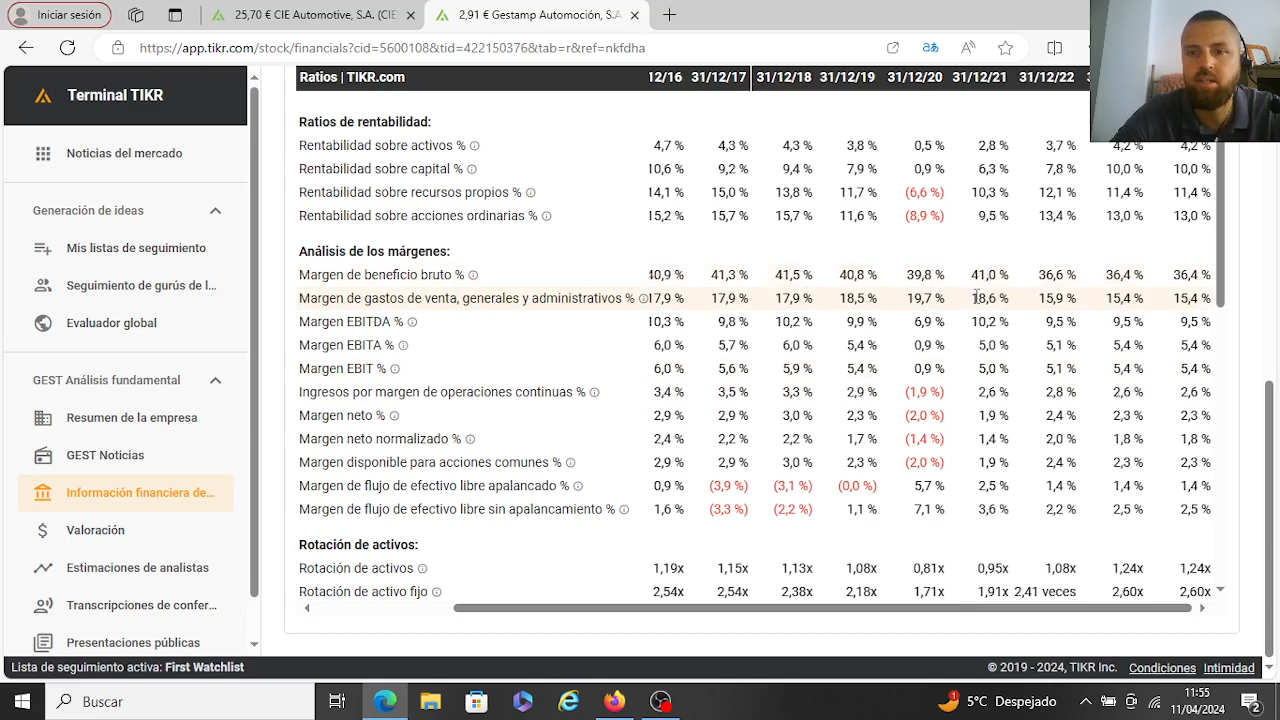 Iniciar sesión
25,70 € CIE Automotive, S.A. (CIE
2,91 € Gestamp Automoción, S.A
https://app.tikr.com/stock/financials?cid=5600108&tid=422150376&tab=r&ref=nkfdha
Terminal TIKR
Noticias del mercado
Generación de ideas
Mis listas de seguimiento
Seguimiento de gurús de l...
Evaluador global
GEST Análisis fundamental
Resumen de la empresa
GEST Noticias
Información financiera de...
Valoración
Estimaciones de analistas
Transcripciones de confer...
Presentaciones públicas
Ratios | TIKR.com 12/16 31/12/17 31/12/18 31/12/19 31/12/20 31/12/21 31/12/22
Ratios de rentabilidad:
Rentabilidad sobre activos % 4,7 % 4,3 % 4,3 % 3,8 % 0,5 % 2,8 % 3,7 % 4,2 % 4,2 %
Rentabilidad sobre capital % 10,6 % 9,2 % 9,4 % 7,9 % 0,9 % 6,3 % 7,8 % 10,0 % 10,0 %
Rentabilidad sobre recursos propios % 14,1 % 15,0 % 13,8 % 11,7 % (6,6 %) 10,3 % 12,1 % 11,4 % 11,4 %
Rentabilidad sobre acciones ordinarias % 15,2 % 15,7 % 15,7 % 11,6 % (8,9 %) 9,5 % 13,4 % 13,0 % 13,0 %
Análisis de los márgenes:
Margen de beneficio bruto % 40,9 % 41,3 % 41,5 % 40,8 % 39,8 % 41,0 % 36,6 % 36,4 % 36,4 %
Margen de gastos de venta, generales y administrativos % 17,9 % 17,9 % 17,9 % 18,5 % 19,7 % 18,6 % 15,9 % 15,4 % 15,4 %
Margen EBITDA % 10,3 % 9,8 % 10,2 % 9,9 % 6,9 % 10,2 % 9,5 % 9,5 % 9,5 %
Margen EBITA % 6,0 % 5,7 % 6,0 % 5,4 % 0,9 % 5,0 % 5,1 % 5,4 % 5,4 %
Margen EBIT % 6,0 % 5,6 % 5,9 % 5,4 % 0,9 % 5,0 % 5,1 % 5,4 % 5,4 %
Ingresos por margen de operaciones continuas % 3,4 % 3,5 % 3,3 % 2,9 % (1,9 %) 2,6 % 2,8 % 2,6 % 2,6 %
Margen neto % 2,9 % 2,9 % 3,0 % 2,3 % (2,0 %) 1,9 % 2,4 % 2,3 % 2,3 %
Margen neto normalizado % 2,4 % 2,2 % 2,2 % 1,7 % (1,4 %) 1,4 % 2,0 % 1,8 % 1,8 %
Margen disponible para acciones comunes % 2,9 % 2,9 % 3,0 % 2,3 % (2,0 %) 1,9 % 2,4 % 2,3 % 2,3 %
Margen de flujo de efectivo libre apalancado % 0,9 % (3,9 %) (3,1 %) (0,0 %) 5,7 % 2,5 % 1,4 % 1,4 % 1,4 %
Margen de flujo de efectivo libre sin apalancamiento % 1,6 % (3,3 %) (2,2 %) 1,1 % 7,1 % 3,6 % 2,2 % 2,5 % 2,5 %
Rotación de activos:
Rotación de activos 1,19x 1,15x 1,13x 1,08x 0,81x 0,95x 1,08x 1,24x 1,24x
Rotación de activo fijo 2,54x 2,54x 2,38x 2,18x 1,71x 1,91x 2,41 veces 2,60x 2,60x
Lista de seguimiento activa: First Watchlist
© 2019 - 2024, TIKR Inc. Condiciones Intimidad
Buscar
1
5°C Despejado
11:55
11/04/2024
2